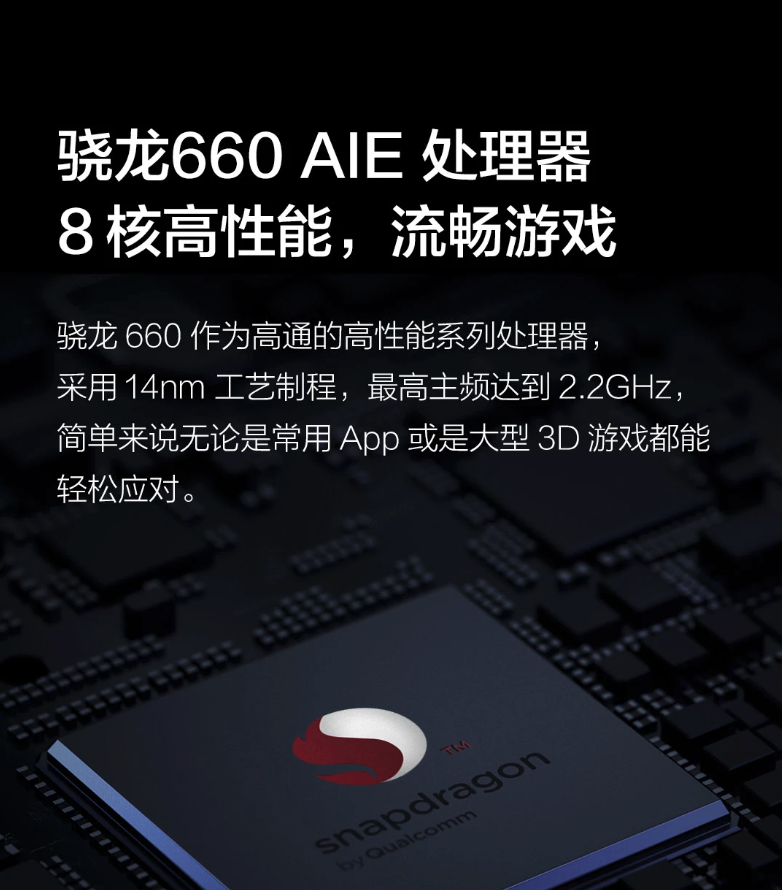 骁龙660 AIE 处理器
8 核高性能，流畅游戏
骁龙 660 作为高通的高性能系列处理器，
采用 14nm 工艺制程，最高主频达到 2.2GHz，
简单来说无论是常用 App 或是大型 3D 游戏都能
轻松应对。
TM
snapdragon
by Qualcomm